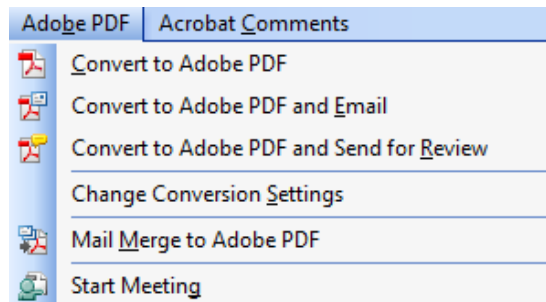 Adobe PDF Acrobat Comments
Convert to Adobe PDF
Convert to Adobe PDF and Email
Convert to Adobe PDF and Send for Review
Change Conversion Settings
Mail Merge to Adobe PDF
Start Meeting